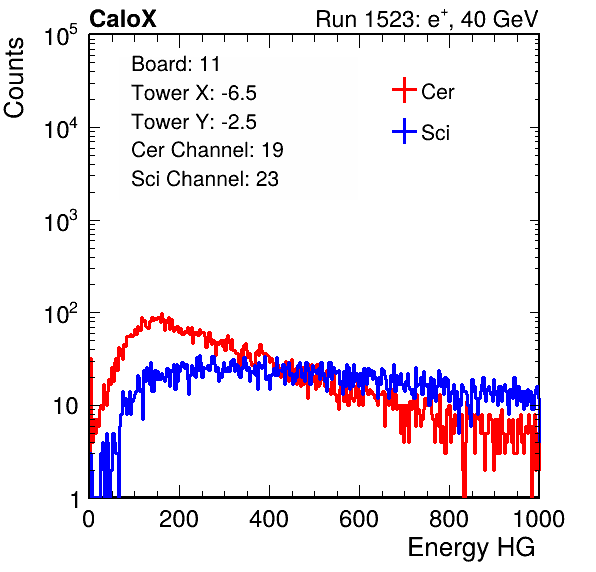 CaloX Run 1523: e⁺, 40 GeV
Counts
Board: 11
Tower X: -6.5
Tower Y: -2.5
Cer Channel: 19
Sci Channel: 23
Cer
Sci
10⁵
10⁴
10³
10²
10
1
0 200 400 600 800 1000
Energy HG